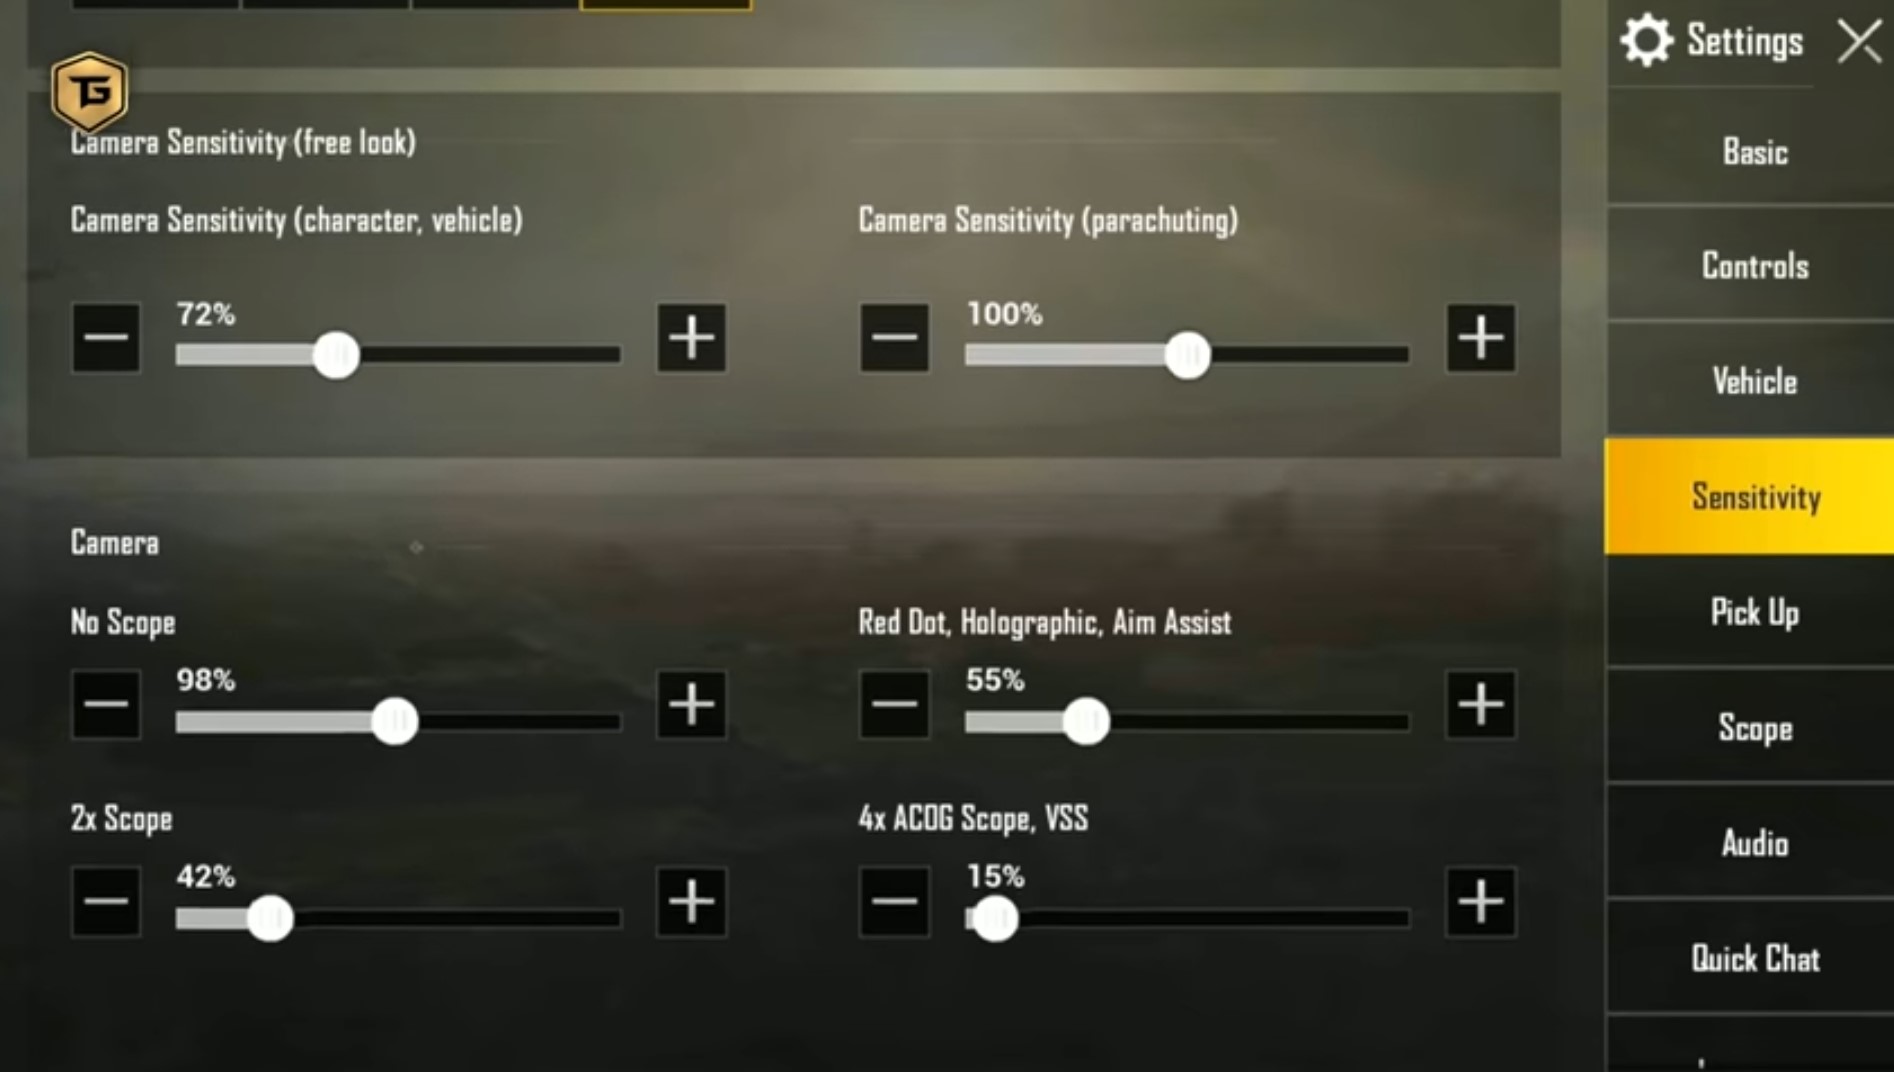 Settings
TG
Camera Sensitivity (free look)
Camera Sensitivity (character, vehicle)
72%
Camera Sensitivity (parachuting)
100%
Camera
No Scope
98%
Red Dot, Holographic, Aim Assist
55%
2x Scope
42%
4x ACOG Scope, VSS
15%
Basic
Controls
Vehicle
Sensitivity
Pick Up
Scope
Audio
Quick Chat